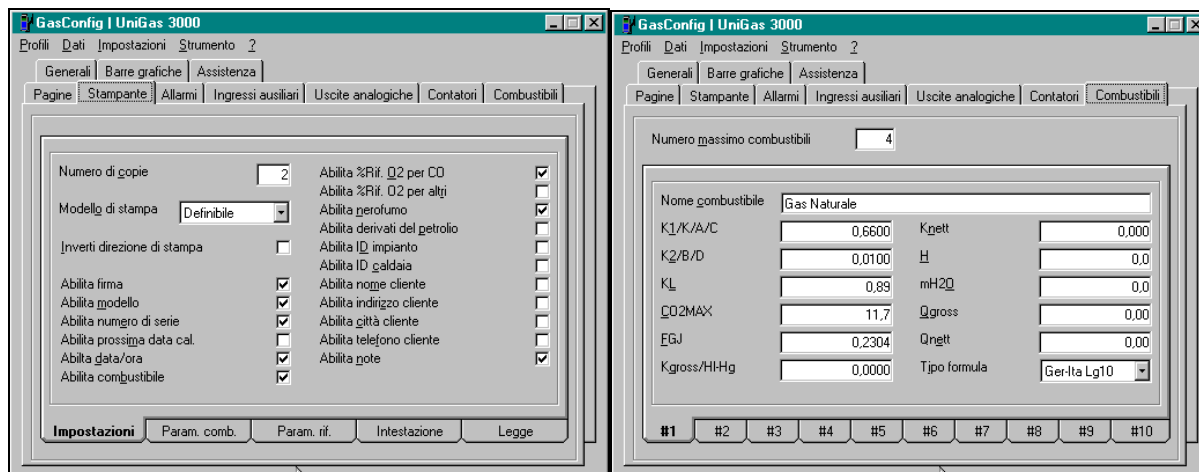 GasConfig | UniGas 3000
Profili Dati Impostazioni Strumento ?
Generali Barre grafiche Assistenza
Pagine Stampante Allarmi Ingressi ausiliari Uscite analogiche Contatori Combustibili
Numero di copie 2
Modello di stampa Definibile
Inverti direzione di stampa
Abilita firma
Abilita modello
Abilita numero di serie
Abilita prossima data cal.
Abilta data/ora
Abilita combustibile
Abilita %Rif. O2 per CO
Abilita %Rif. O2 per altri
Abilita nerofumo
Abilita derivati del petrolio
Abilita ID impianto
Abilita ID caldaia
Abilita nome cliente
Abilita indirizzo cliente
Abilita città cliente
Abilita telefono cliente
Abilita note
Impostazioni Param. comb. Param. rif. Intestazione Legge
GasConfig | UniGas 3000
Profili Dati Impostazioni Strumento ?
Generali Barre grafiche Assistenza
Pagine Stampante Allarmi Ingressi ausiliari Uscite analogiche Contatori Combustibili
Numero massimo combustibili 4
Nome combustibile Gas Naturale
K1/K/A/C 0,6600 Knett 0,000
K2/B/D 0,0100 H 0,0
KL 0,89 mH2O 0,0
CO2MAX 11,7 Qgross 0,00
FGJ 0,2304 Qnett 0,00
Kgross/Hl-Hg 0,0000 Tipo formula Ger-Ita Lg10
#1 #2 #3 #4 #5 #6 #7 #8 #9 #10